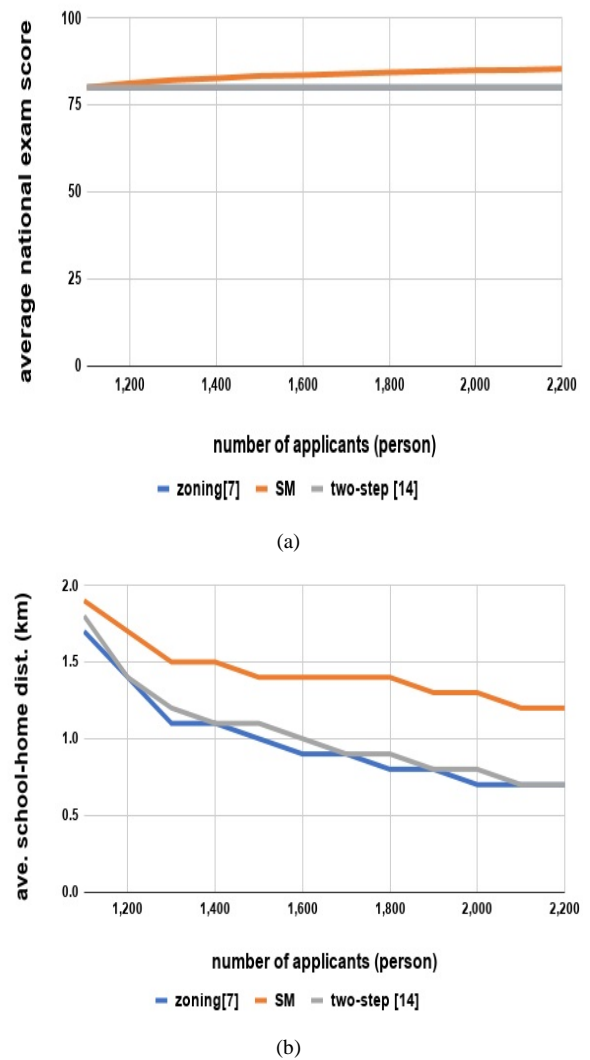 average national exam score
100
75
50
25
0
1,200 1,400 1,600 1,800 2,000 2,200
number of applicants (person)
zoning[7] SM two-step [14]
(a)
ave. school-home dist. (km)
2.0
1.5
1.0
0.5
0.0
1,200 1,400 1,600 1,800 2,000 2,200
number of applicants (person)
zoning[7] SM two-step [14]
(b)